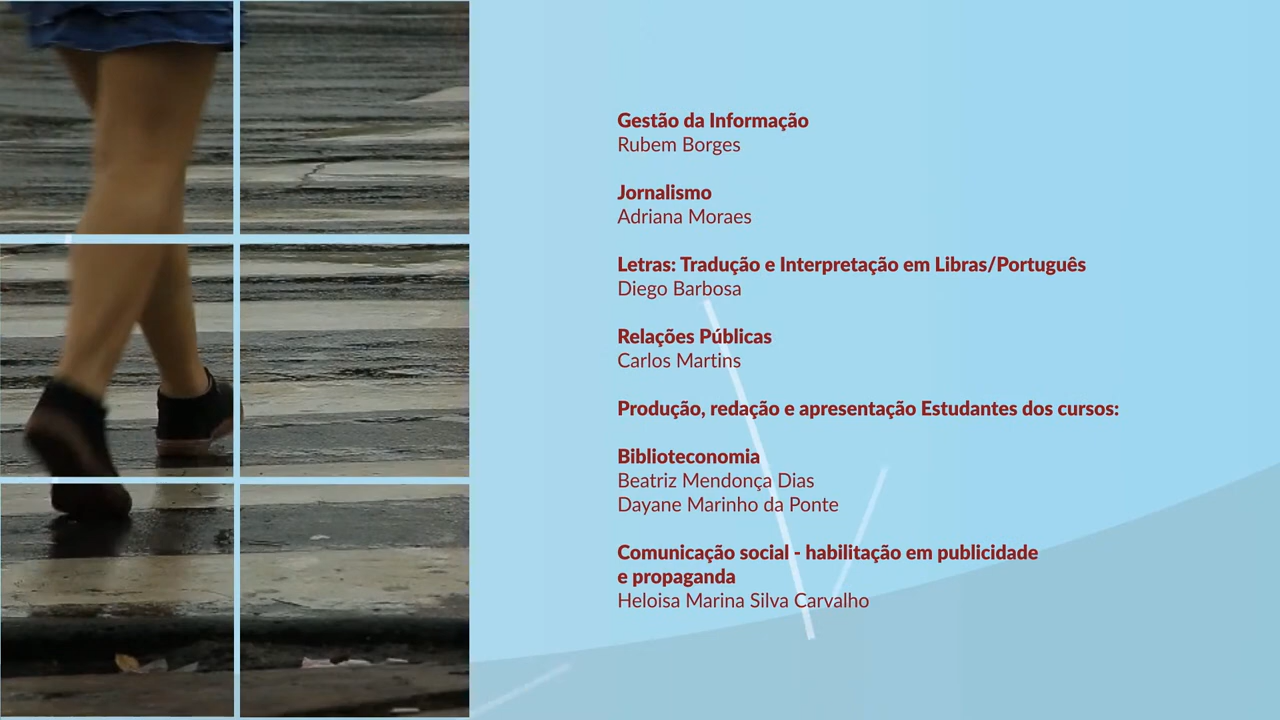 Gestão da Informação
Rubem Borges
Jornalismo
Adriana Moraes
Letras: Tradução e Interpretação em Libras/Português
Diego Barbosa
Relações Públicas
Carlos Martins
Produção, redação e apresentação Estudantes dos cursos:
Biblioteconomia
Beatriz Mendonça Dias
Dayane Marinho da Ponte
Comunicação social - habilitação em publicidade
e propaganda
Heloisa Marina Silva Carvalho